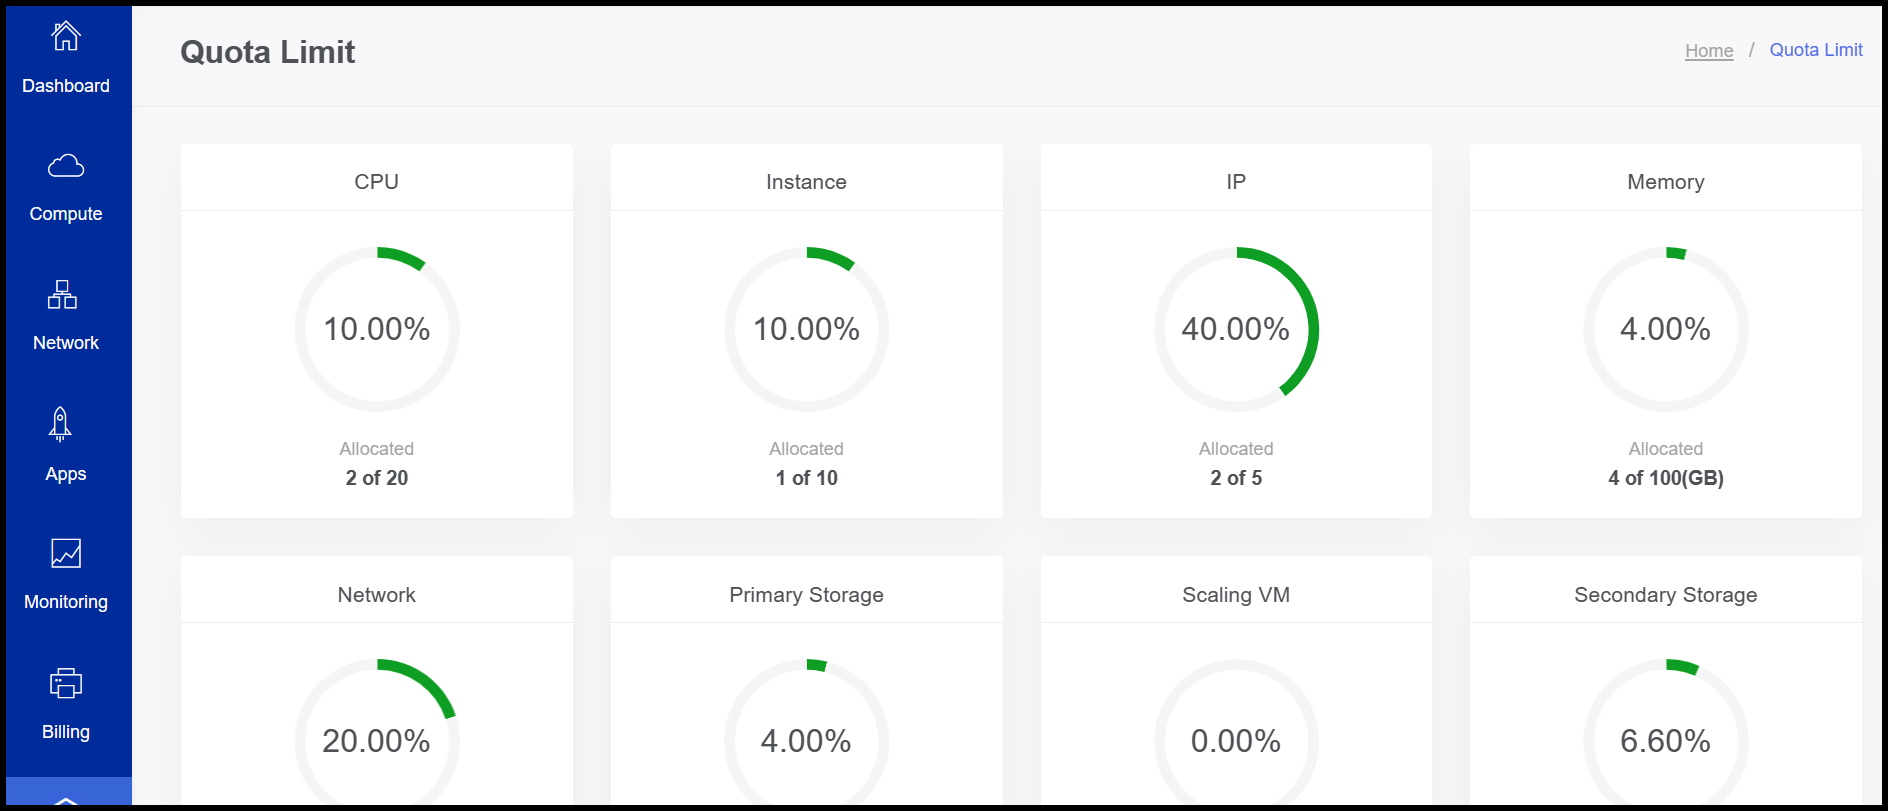 Dashboard
Compute
Network
Apps
Monitoring
Billing
Quota Limit
Home / Quota Limit
CPU
10.00%
Allocated
2 of 20
Instance
10.00%
Allocated
1 of 10
IP
40.00%
Allocated
2 of 5
Memory
4.00%
Allocated
4 of 100(GB)
Network
20.00%
Primary Storage
4.00%
Scaling VM
0.00%
Secondary Storage
6.60%